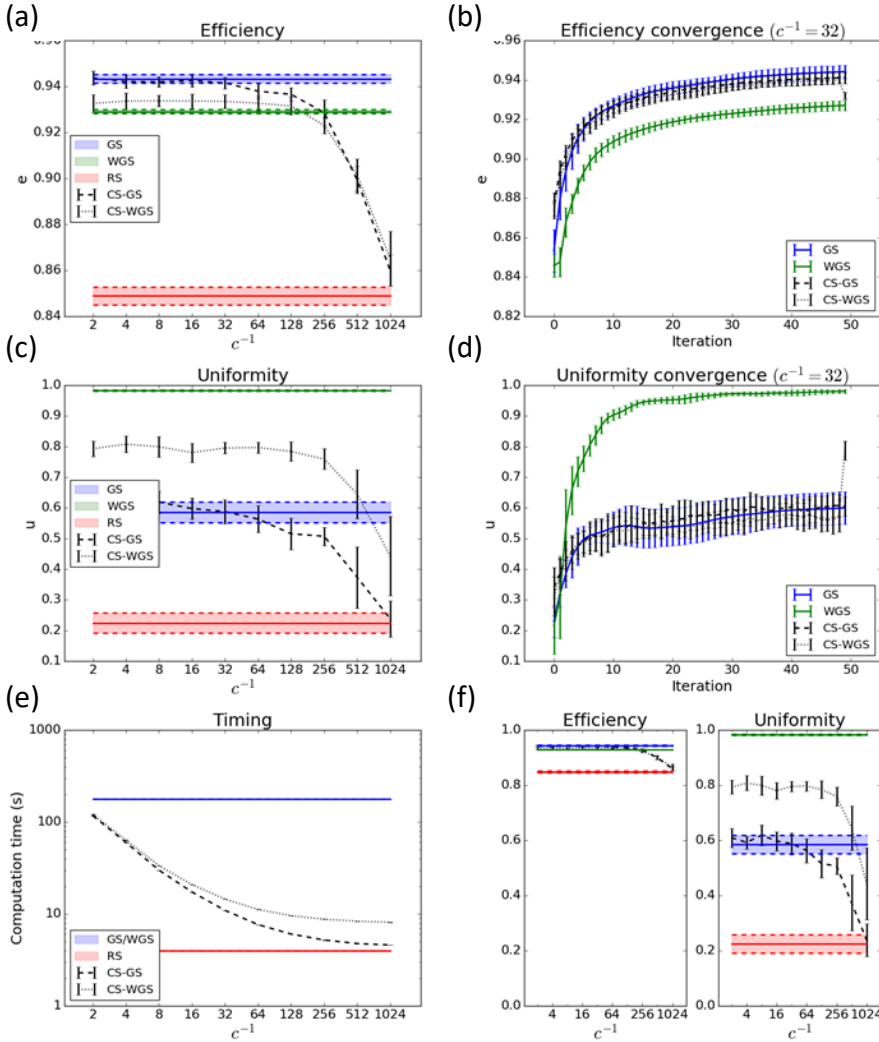 (a)
Efficiency
0.96
0.94
0.92
0.90
0.88
0.86
0.84
e
GS
WGS
RS
CS-GS
CS-WGS
2 4 8 16 32 64 128 256 512 1024
c⁻¹
(b)
Efficiency convergence (c⁻¹ = 32)
0.96
0.94
0.92
0.90
0.88
0.86
0.84
0.82
e
GS
WGS
CS-GS
CS-WGS
0 10 20 30 40 50
Iteration
(c)
Uniformity
1.0
0.9
0.8
0.7
0.6
0.5
0.4
0.3
0.2
0.1
u
GS
WGS
RS
CS-GS
CS-WGS
2 4 8 16 32 64 128 256 512 1024
c⁻¹
(d)
Uniformity convergence (c⁻¹ = 32)
1.0
0.9
0.8
0.7
0.6
0.5
0.4
0.3
0.2
0.1
u
GS
WGS
CS-GS
CS-WGS
0 10 20 30 40 50
Iteration
(e)
Timing
1000
100
10
1
Computation time (s)
GS/WGS
RS
CS-GS
CS-WGS
2 4 8 16 32 64 128 256 512 1024
c⁻¹
(f)
Efficiency
1.0
0.8
0.6
0.4
0.2
0.0
4 16 64 256 1024
c⁻¹
Uniformity
1.0
0.8
0.6
0.4
0.2
0.0
4 16 64 256 1024
c⁻¹